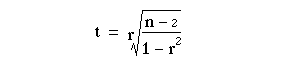 t = r√((n − 2)/(1 − r²))